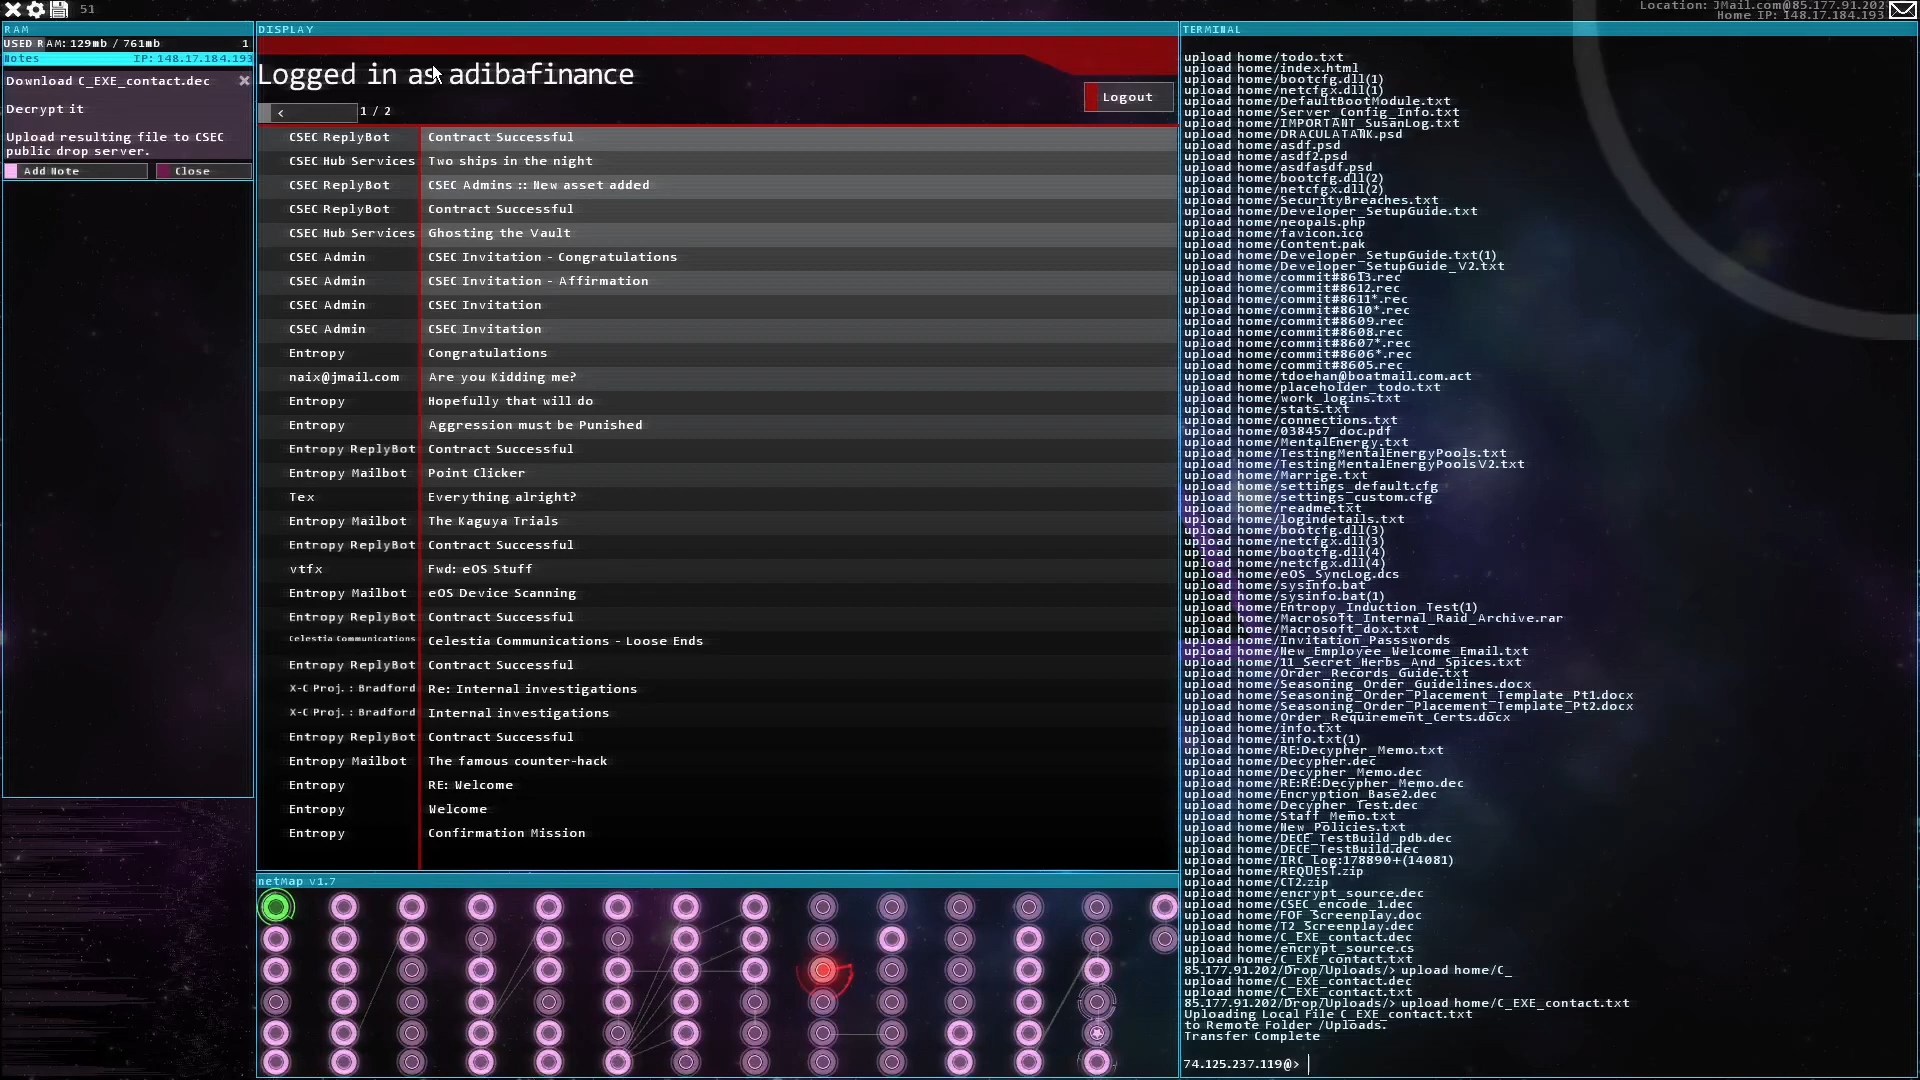 51
Location: JMail.com@85.177.91.202
Home IP: 148.17.184.193
RAM
USED RAM: 129mb / 761mb 1
Notes IP: 148.17.184.193
Download C_EXE_contact.dec
Decrypt it
Upload resulting file to CSEC
public drop server.
Add Note Close
DISPLAY
Logged in as adibafinance
< 1 / 2
Logout
CSEC ReplyBot Contract Successful
CSEC Hub Services Two ships in the night
CSEC ReplyBot CSEC Admins :: New asset added
CSEC ReplyBot Contract Successful
CSEC Hub Services Ghosting the Vault
CSEC Admin CSEC Invitation - Congratulations
CSEC Admin CSEC Invitation - Affirmation
CSEC Admin CSEC Invitation
CSEC Admin CSEC Invitation
Entropy Congratulations
naix@jmail.com Are you Kidding me?
Entropy Hopefully that will do
Entropy Aggression must be Punished
Entropy ReplyBot Contract Successful
Entropy Mailbot Point Clicker
Tex Everything alright?
Entropy Mailbot The Kaguya Trials
Entropy ReplyBot Contract Successful
vtfx Fwd: eOS Stuff
Entropy Mailbot eOS Device Scanning
Entropy ReplyBot Contract Successful
Celestia Communications Celestia Communications - Loose Ends
Entropy ReplyBot Contract Successful
X-C Proj. : Bradford Re: Internal investigations
X-C Proj. : Bradford Internal investigations
Entropy ReplyBot Contract Successful
Entropy Mailbot The famous counter-hack
Entropy RE: Welcome
Entropy Welcome
Entropy Confirmation Mission
netMap v1.7
TERMINAL
upload home/todo.txt
upload home/index.html
upload home/bootcfg.dll(1)
upload home/netcfgx.dll(1)
upload home/DefaultBootModule.txt
upload home/Server_Config_Info.txt
upload home/IMPORTANT_SusanLog.txt
upload home/DRACULATANK.psd
upload home/asdf.psd
upload home/asdf2.psd
upload home/asdfasdf.psd
upload home/bootcfg.dll(2)
upload home/netcfgx.dll(2)
upload home/SecurityBreaches.txt
upload home/Developer_SetupGuide.txt
upload home/neopals.php
upload home/favicon.ico
upload home/Content.pak
upload home/Developer_SetupGuide.txt(1)
upload home/Developer_SetupGuide_V2.txt
upload home/commit#8613.rec
upload home/commit#8612.rec
upload home/commit#8611*.rec
upload home/commit#8610*.rec
upload home/commit#8609.rec
upload home/commit#8608.rec
upload home/commit#8607*.rec
upload home/commit#8606*.rec
upload home/commit#8605.rec
upload home/tdoehan@boatmail.com.act
upload home/placeholder_todo.txt
upload home/work_logins.txt
upload home/stats.txt
upload home/connections.txt
upload home/038457_doc.pdf
upload home/MentalEnergy.txt
upload home/TestingMentalEnergyPools.txt
upload home/TestingMentalEnergyPoolsV2.txt
upload home/Marrige.txt
upload home/settings_default.cfg
upload home/settings_custom.cfg
upload home/readme.txt
upload home/logindetails.txt
upload home/bootcfg.dll(3)
upload home/netcfgx.dll(3)
upload home/bootcfg.dll(4)
upload home/netcfgx.dll(4)
upload home/eOS_SyncLog.dcs
upload home/sysinfo.bat
upload home/sysinfo.bat(1)
upload home/Entropy_Induction_Test(1)
upload home/Macrosoft_Internal_Raid_Archive.rar
upload home/Macrosoft_dox.txt
upload home/Invitation_Passswords
upload home/New_Employee_Welcome_Email.txt
upload home/11_Secret_Herbs_And_Spices.txt
upload home/Order_Records_Guide.txt
upload home/Seasoning_Order_Guidelines.docx
upload home/Seasoning_Order_Placement_Template_Pt1.docx
upload home/Seasoning_Order_Placement_Template_Pt2.docx
upload home/Order_Requirement_Certs.docx
upload home/info.txt
upload home/info.txt(1)
upload home/RE:Decypher_Memo.txt
upload home/Decypher.dec
upload home/Decypher_Memo.dec
upload home/RE:RE:Decypher_Memo.dec
upload home/Encryption_Base2.dec
upload home/Decypher_Test.dec
upload home/Staff_Memo.txt
upload home/New_Policies.txt
upload home/DECE_TestBuild_pdb.dec
upload home/DECE_TestBuild.dec
upload home/IRC_Log:178890+(14081)
upload home/REQUEST.zip
upload home/CT2.zip
upload home/encrypt_source.dec
upload home/CSEC_encode_1.dec
upload home/FOF_Screenplay.doc
upload home/T2_Screenplay.dec
upload home/C_EXE_contact.dec
upload home/encrypt_source.cs
upload home/C_EXE_contact.txt
85.177.91.202/Drop/Uploads/> upload home/C_
upload home/C_EXE_contact.dec
upload home/C_EXE_contact.txt
85.177.91.202/Drop/Uploads/> upload home/C_EXE_contact.txt
Uploading Local File C_EXE_contact.txt
to Remote Folder /Uploads.
Transfer Complete
74.125.237.119@>